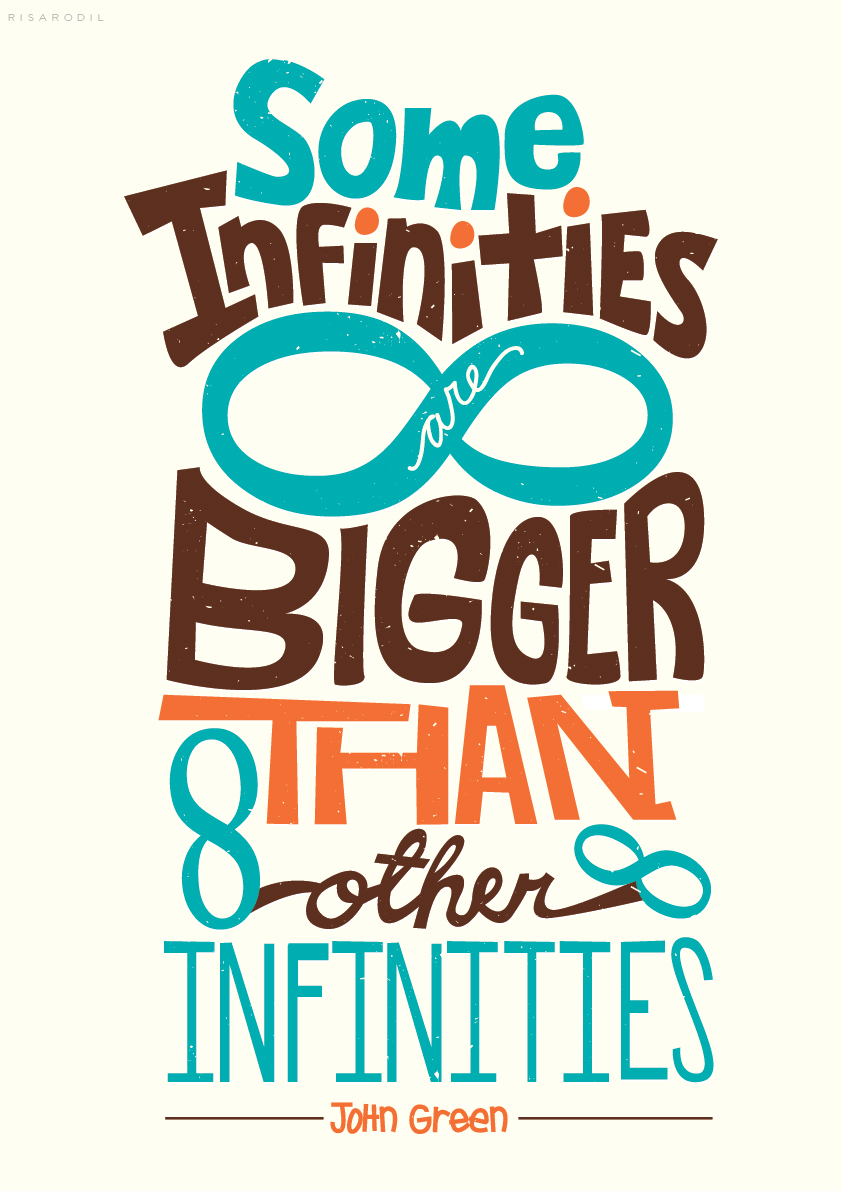 RISARODIL
Some
InfinitiEs
are
BIGGER
THAN
other
INFINITIES
JoHn Green